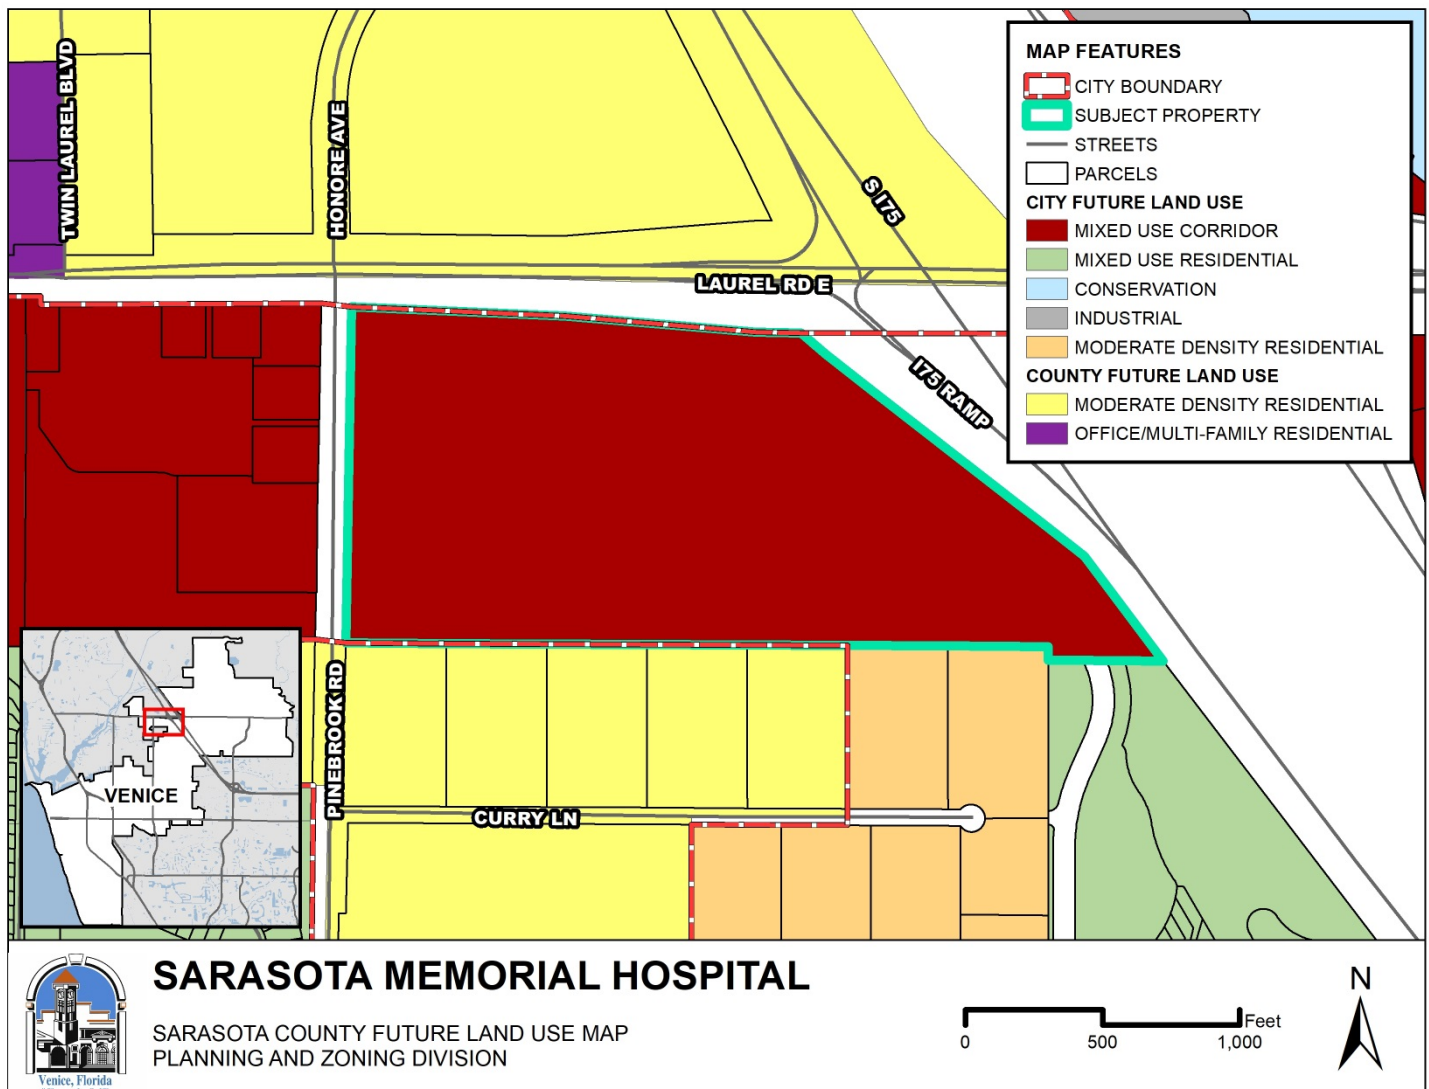 TWIN LAUREL BLVD
HONORE AVE
S I75
LAUREL RD E
I75 RAMP
MAP FEATURES
CITY BOUNDARY
SUBJECT PROPERTY
STREETS
PARCELS
CITY FUTURE LAND USE
MIXED USE CORRIDOR
MIXED USE RESIDENTIAL
CONSERVATION
INDUSTRIAL
MODERATE DENSITY RESIDENTIAL
COUNTY FUTURE LAND USE
MODERATE DENSITY RESIDENTIAL
OFFICE/MULTI-FAMILY RESIDENTIAL
PINEBROOK RD
VENICE
CURRY LN
SARASOTA MEMORIAL HOSPITAL
SARASOTA COUNTY FUTURE LAND USE MAP
PLANNING AND ZONING DIVISION
Venice, Florida
Feet
0 500 1,000
N